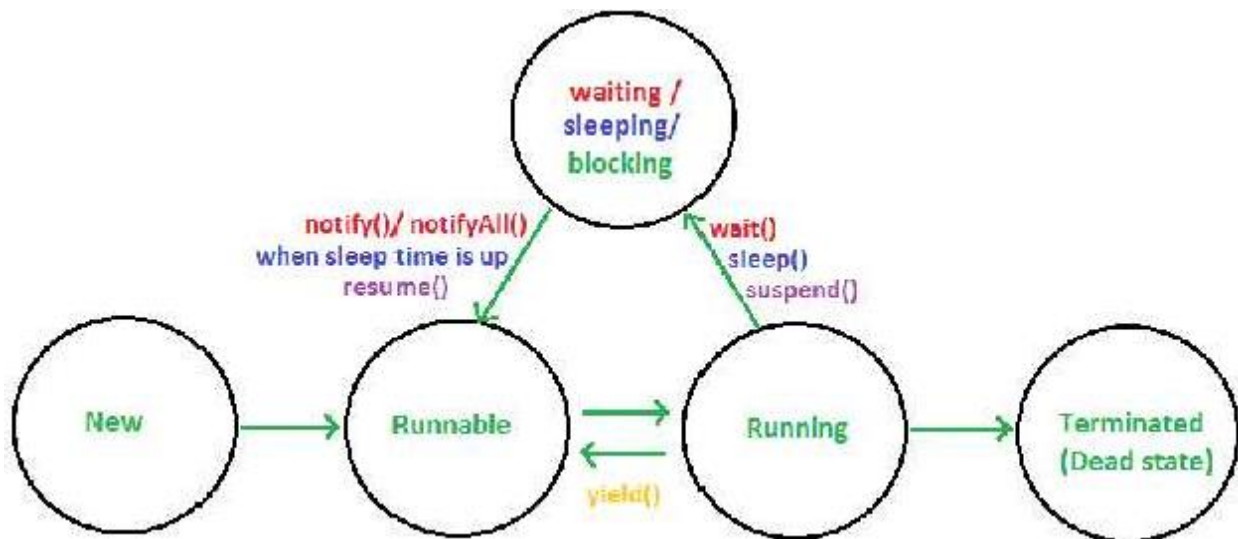 waiting /
sleeping/
blocking
notify()/ notifyAll()
when sleep time is up
resume()
wait()
sleep()
suspend()
New
Runnable
Running
Terminated
(Dead state)
yield()